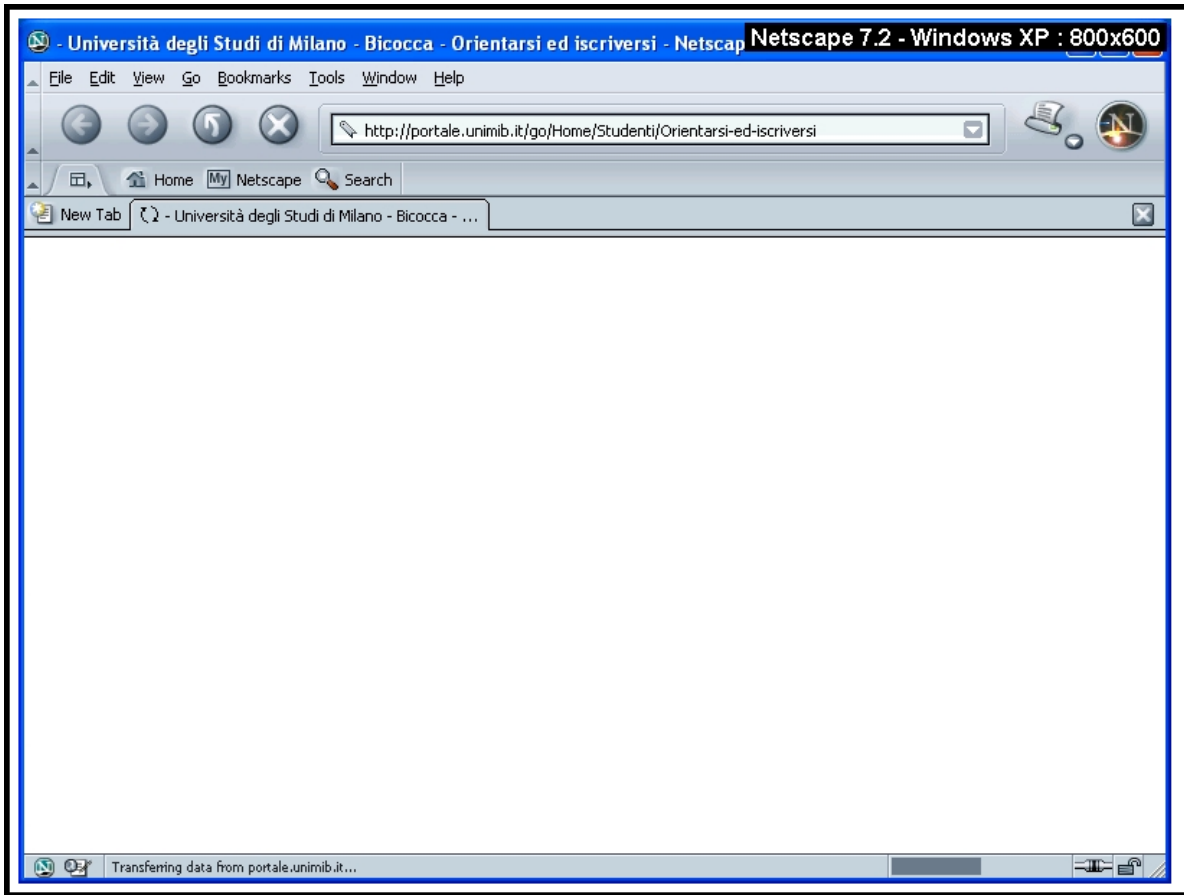 - Università degli Studi di Milano - Bicocca - Orientarsi ed iscriversi - Netscap
Netscape 7.2 - Windows XP : 800x600
File Edit View Go Bookmarks Tools Window Help
http://portale.unimib.it/go/Home/Studenti/Orientarsi-ed-iscriversi
N
Home My Netscape Search
New Tab - Università degli Studi di Milano - Bicocca - ...
Transferring data from portale.unimib.it...